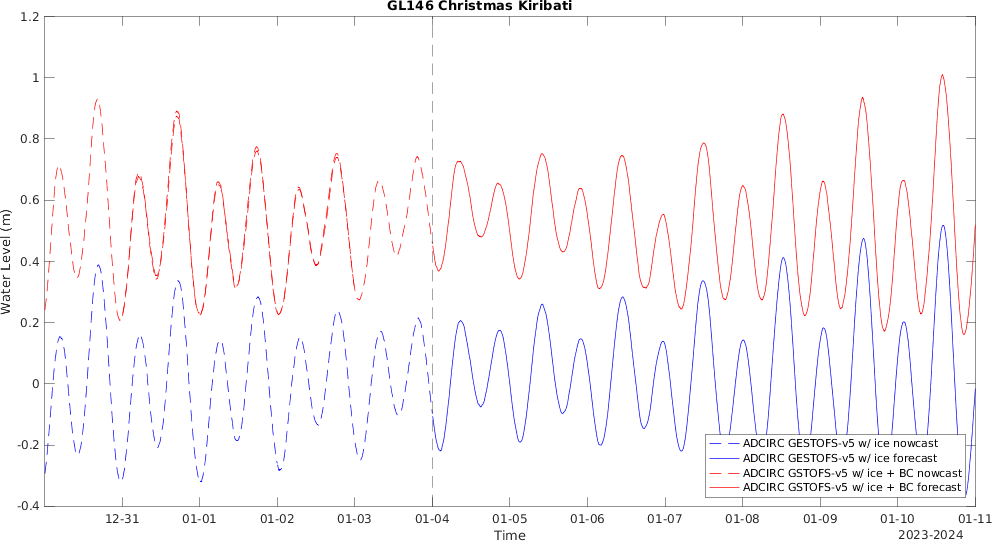 GL146 Christmas Kiribati
1.2
1
0.8
0.6
0.4
0.2
0
-0.2
-0.4
Water Level (m)
ADCIRC GESTOFS-v5 w/ ice nowcast
ADCIRC GESTOFS-v5 w/ ice forecast
ADCIRC GSTOFS-v5 w/ ice + BC nowcast
ADCIRC GSTOFS-v5 w/ ice + BC forecast
12-31 01-01 01-02 01-03 01-04 01-05 01-06 01-07 01-08 01-09 01-10 01-11
Time
2023-2024